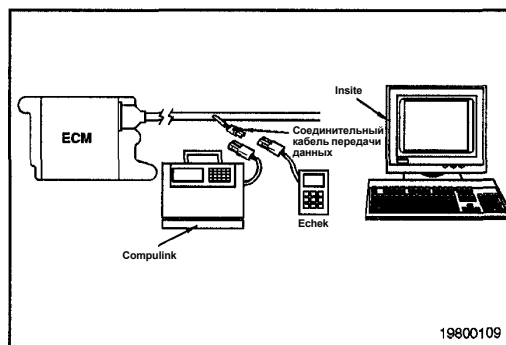 Insite
ECM
Соединительный
кабель передачи
данных
Echek
Compulink
19800109